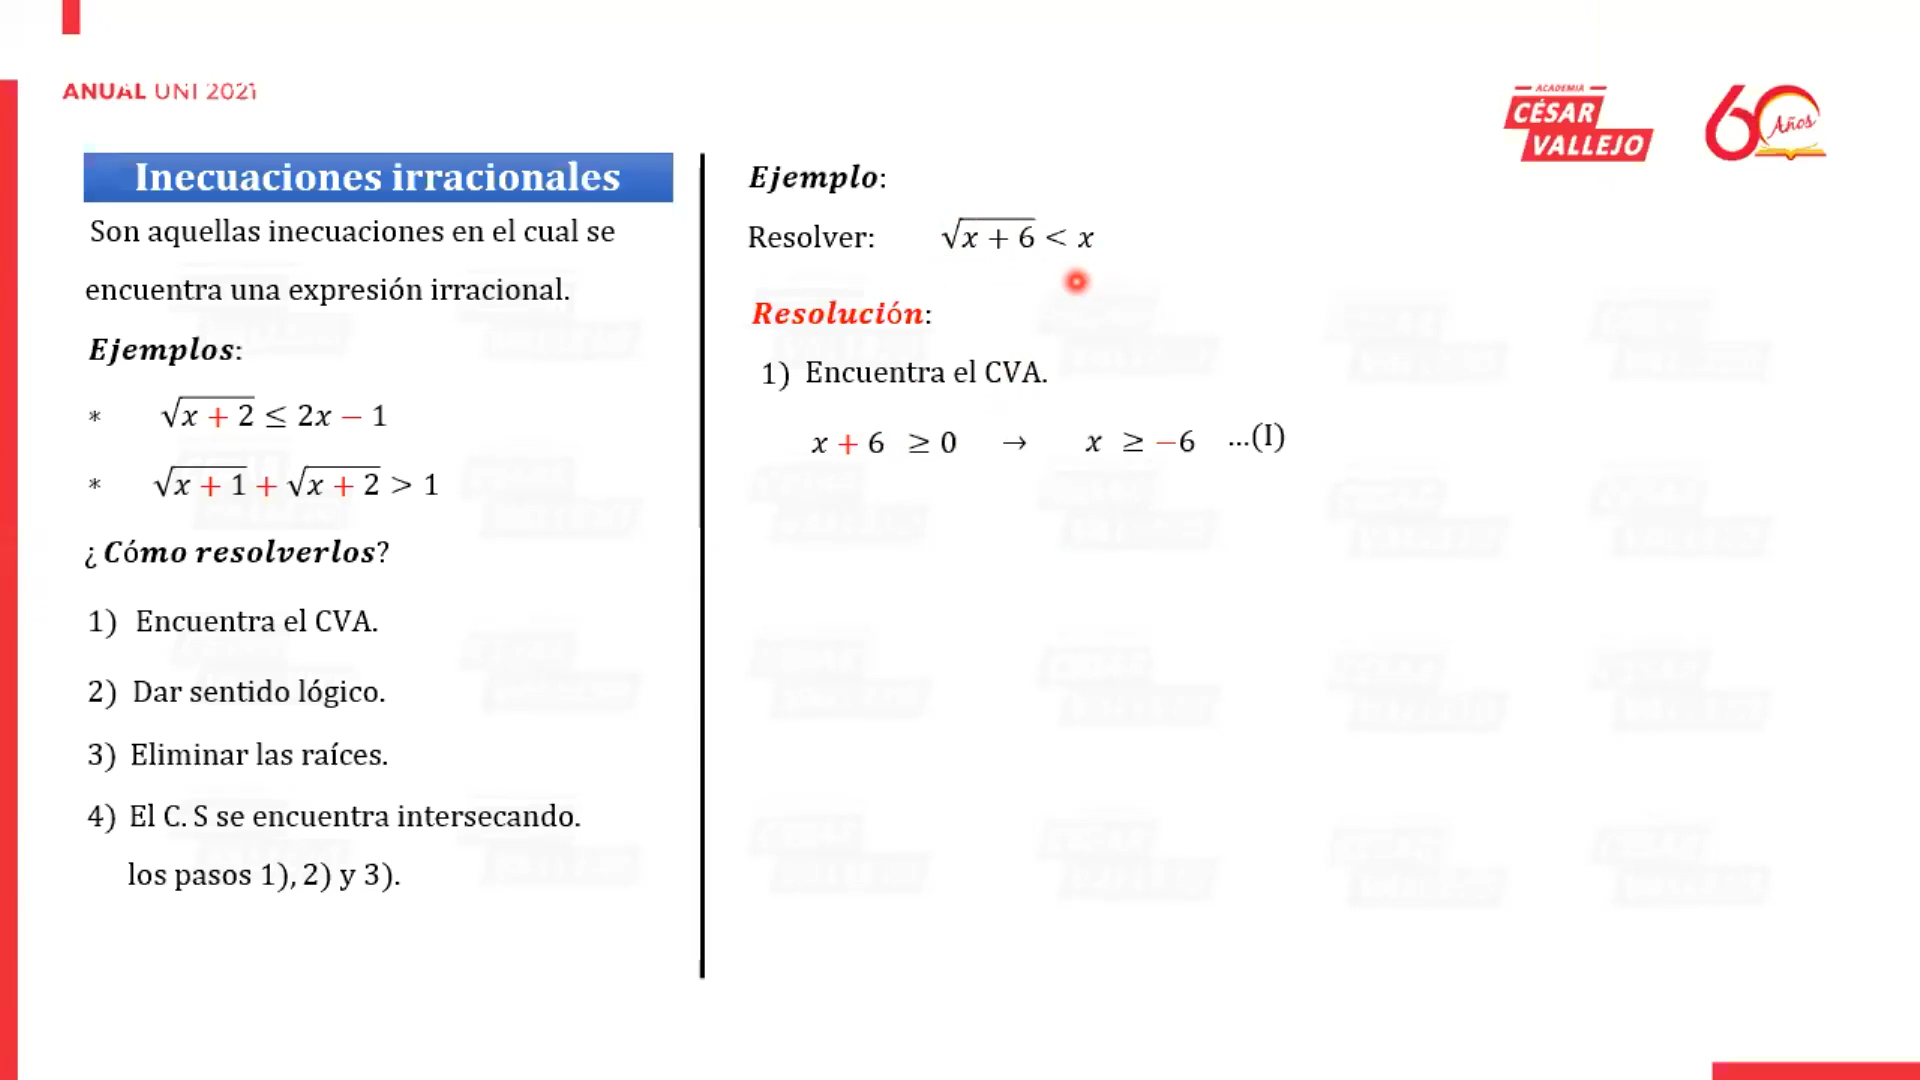 ANUAL UNI 2021
ACADEMIA
CÉSAR
VALLEJO
60 Años
Inecuaciones irracionales
Son aquellas inecuaciones en el cual se
encuentra una expresión irracional.
Ejemplos:
* √(x + 2) ≤ 2x − 1
* √(x + 1) + √(x + 2) > 1
¿Cómo resolverlos?
1) Encuentra el CVA.
2) Dar sentido lógico.
3) Eliminar las raíces.
4) El C. S se encuentra intersecando.
los pasos 1), 2) y 3).
Ejemplo:
Resolver: √(x + 6) < x
Resolución:
1) Encuentra el CVA.
x + 6 ≥ 0 → x ≥ −6 ...(I)